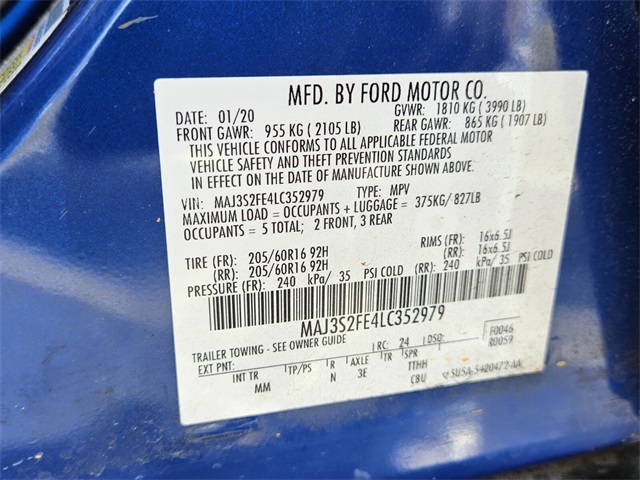 MFD. BY FORD MOTOR CO.
DATE: 01/20 GVWR: 1810 KG ( 3990 LB)
FRONT GAWR: 955 KG ( 2105 LB) REAR GAWR: 865 KG ( 1907 LB)
THIS VEHICLE CONFORMS TO ALL APPLICABLE FEDERAL MOTOR
VEHICLE SAFETY AND THEFT PREVENTION STANDARDS
IN EFFECT ON THE DATE OF MANUFACTURE SHOWN ABOVE.
VIN: MAJ3S2FE4LC352979 TYPE: MPV
MAXIMUM LOAD = OCCUPANTS + LUGGAGE = 375KG/ 827LB
OCCUPANTS = 5 TOTAL; 2 FRONT, 3 REAR
TIRE (FR): 205/60R16 92H RIMS (FR): 16x6.5J
(RR): 205/60R16 92H (RR): 16x6.5J
PRESSURE (FR): 240 kPa/ 35 PSI COLD (RR): 240 kPa/ 35 PSI COLD
MAJ3S2FE4LC352979
TRAILER TOWING - SEE OWNER GUIDE RC: 24 DSO: F0046
EXT PNT: R0059
INT TR TP/PS R AXLE TR SPR
MM N 3E TTHH
CBU